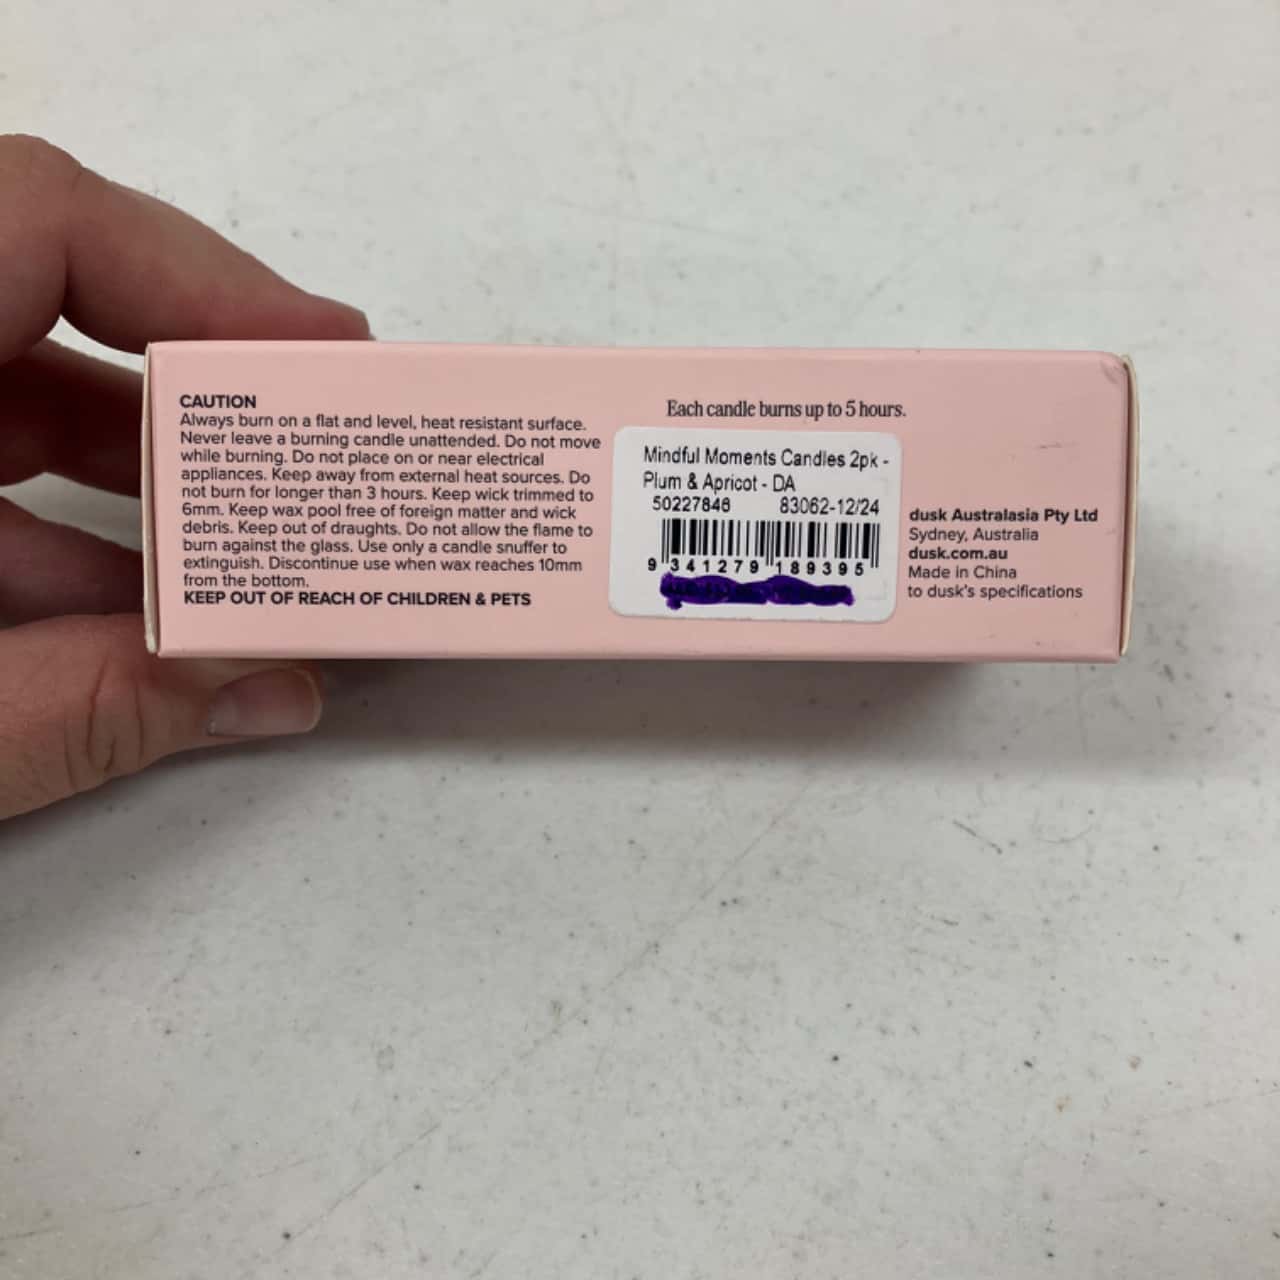 CAUTION
Always burn on a flat and level, heat resistant surface.
Never leave a burning candle unattended. Do not move
while burning. Do not place on or near electrical
appliances. Keep away from external heat sources. Do
not burn for longer than 3 hours. Keep wick trimmed to
6mm. Keep wax pool free of foreign matter and wick
debris. Keep out of draughts. Do not allow the flame to
burn against the glass. Use only a candle snuffer to
extinguish. Discontinue use when wax reaches 10mm
from the bottom.
KEEP OUT OF REACH OF CHILDREN & PETS
Each candle burns up to 5 hours.
Mindful Moments Candles 2pk -
Plum & Apricot - DA
50227848 83062-12/24
9 341279 189395
dusk Australasia Pty Ltd
Sydney, Australia
dusk.com.au
Made in China
to dusk's specifications